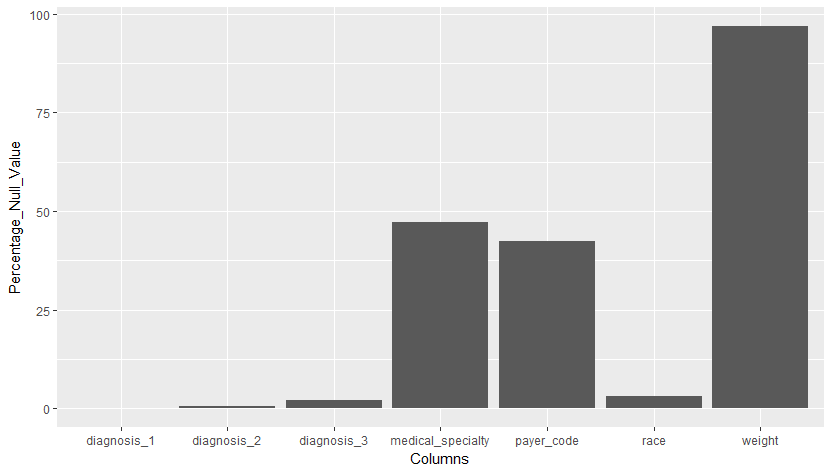 Percentage_Null_Value
100
75
50
25
0
diagnosis_1 diagnosis_2 diagnosis_3 medical_specialty payer_code race weight
Columns